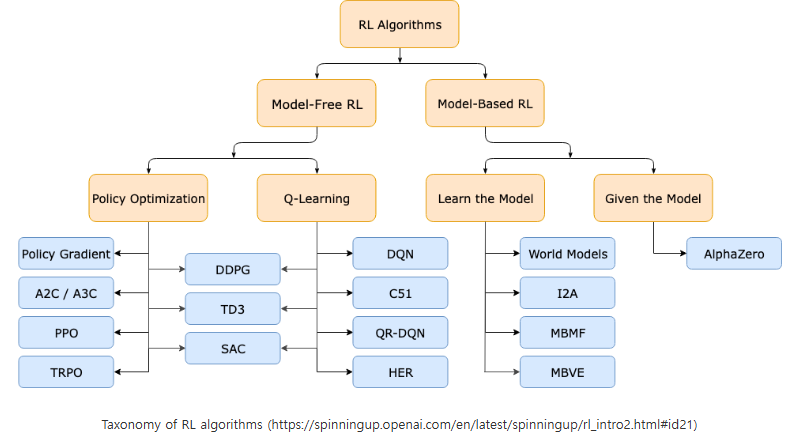 RL Algorithms
Model-Free RL
Model-Based RL
Policy Optimization
Q-Learning
Learn the Model
Given the Model
Policy Gradient
DDPG
DQN
World Models
AlphaZero
A2C / A3C
TD3
C51
I2A
PPO
SAC
QR-DQN
MBMF
TRPO
HER
MBVE
Taxonomy of RL algorithms (https://spinningup.openai.com/en/latest/spinningup/rl_intro2.html#id21)